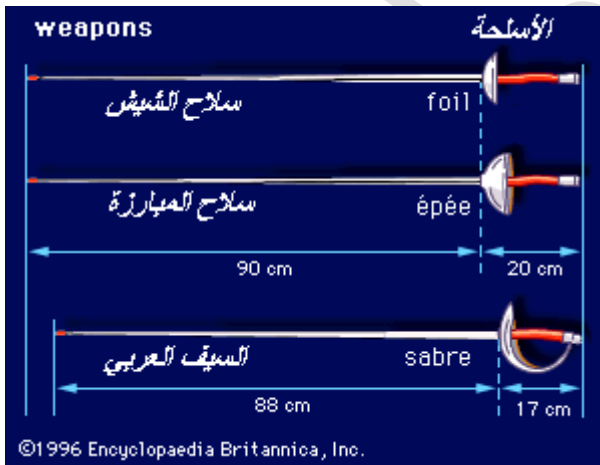 weapons الأسلحة
سلاح الشيش foil
سلاح المبارزة épée
90 cm 20 cm
السيف العربي sabre
88 cm 17 cm
©1996 Encyclopaedia Britannica, Inc.